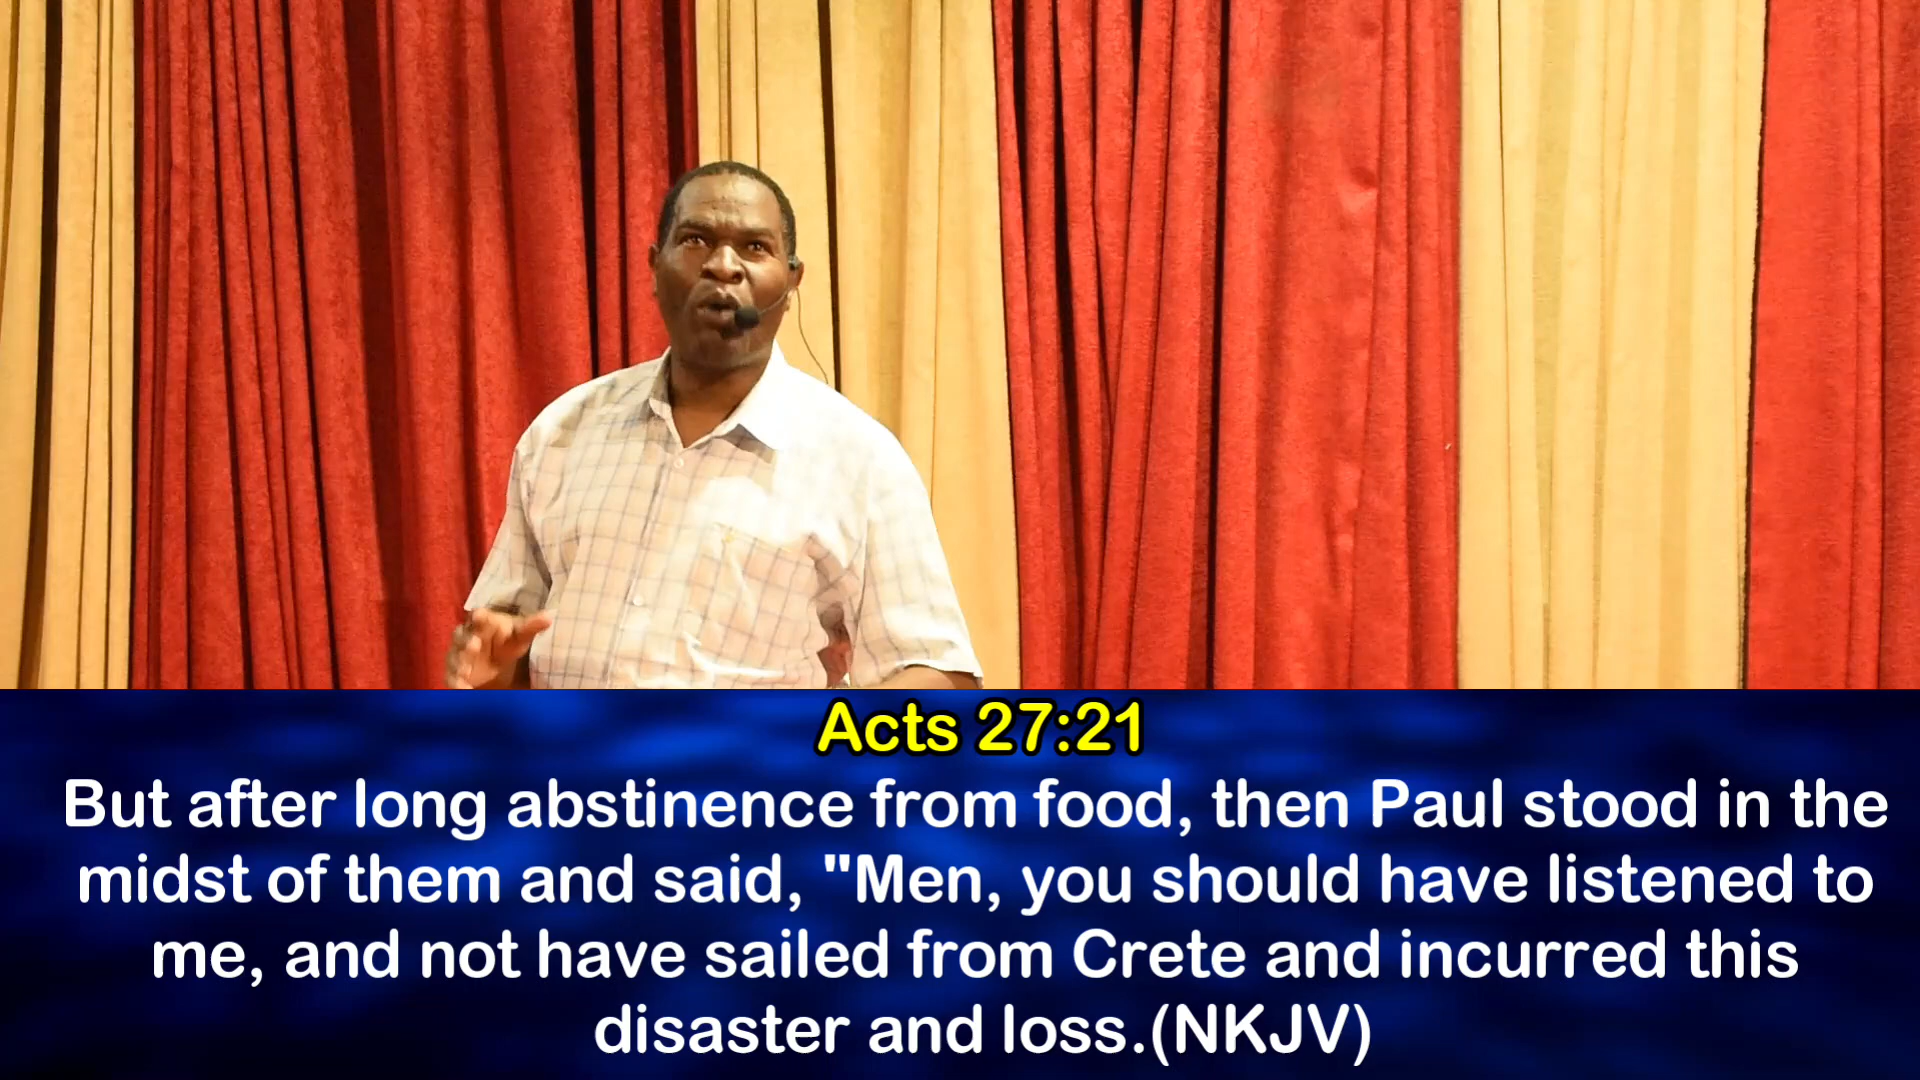 Acts 27:21
But after long abstinence from food, then Paul stood in the
midst of them and said, "Men, you should have listened to
me, and not have sailed from Crete and incurred this
disaster and loss.(NKJV)